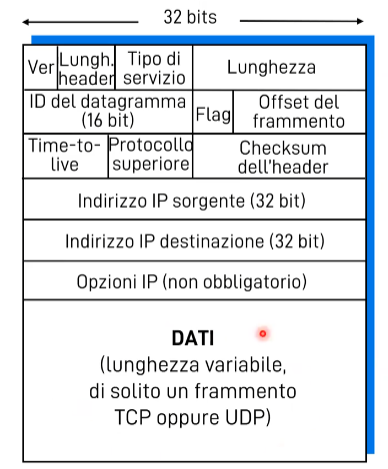 32 bits
Ver
Lungh.
header
Tipo di
servizio
Lunghezza
ID del datagramma
(16 bit)
Flag
Offset del
frammento
Time-to-
live
Protocollo
superiore
Checksum
dell'header
Indirizzo IP sorgente (32 bit)
Indirizzo IP destinazione (32 bit)
Opzioni IP (non obbligatorio)
DATI
(lunghezza variabile,
di solito un frammento
TCP oppure UDP)